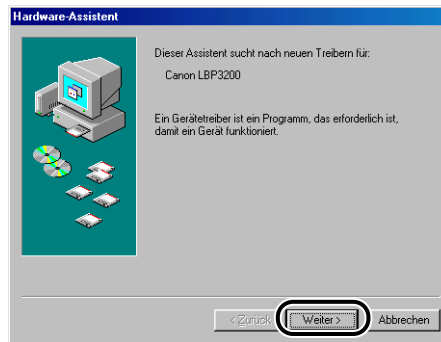 Hardware-Assistent
Dieser Assistent sucht nach neuen Treibern für:
Canon LBP3200
Ein Gerätetreiber ist ein Programm, das erforderlich ist,
damit ein Gerät funktioniert.
< Zurück Weiter > Abbrechen